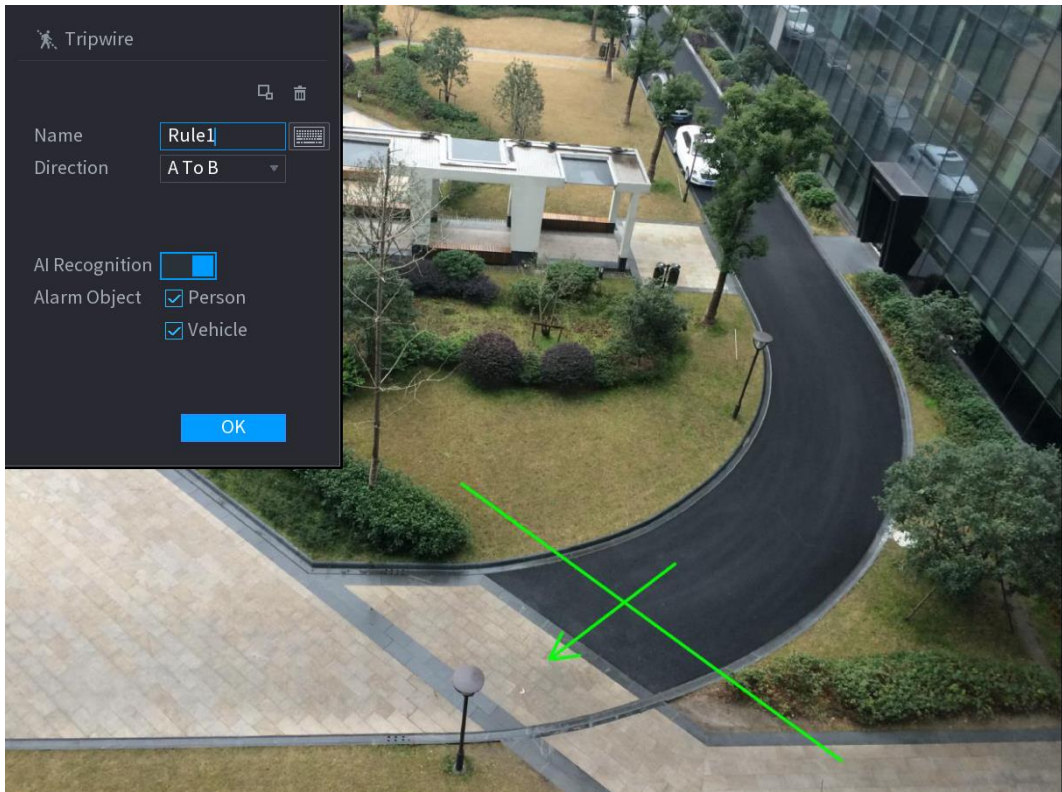 Tripwire
Name Rule1
Direction A To B
AI Recognition
Alarm Object Person
Vehicle
OK